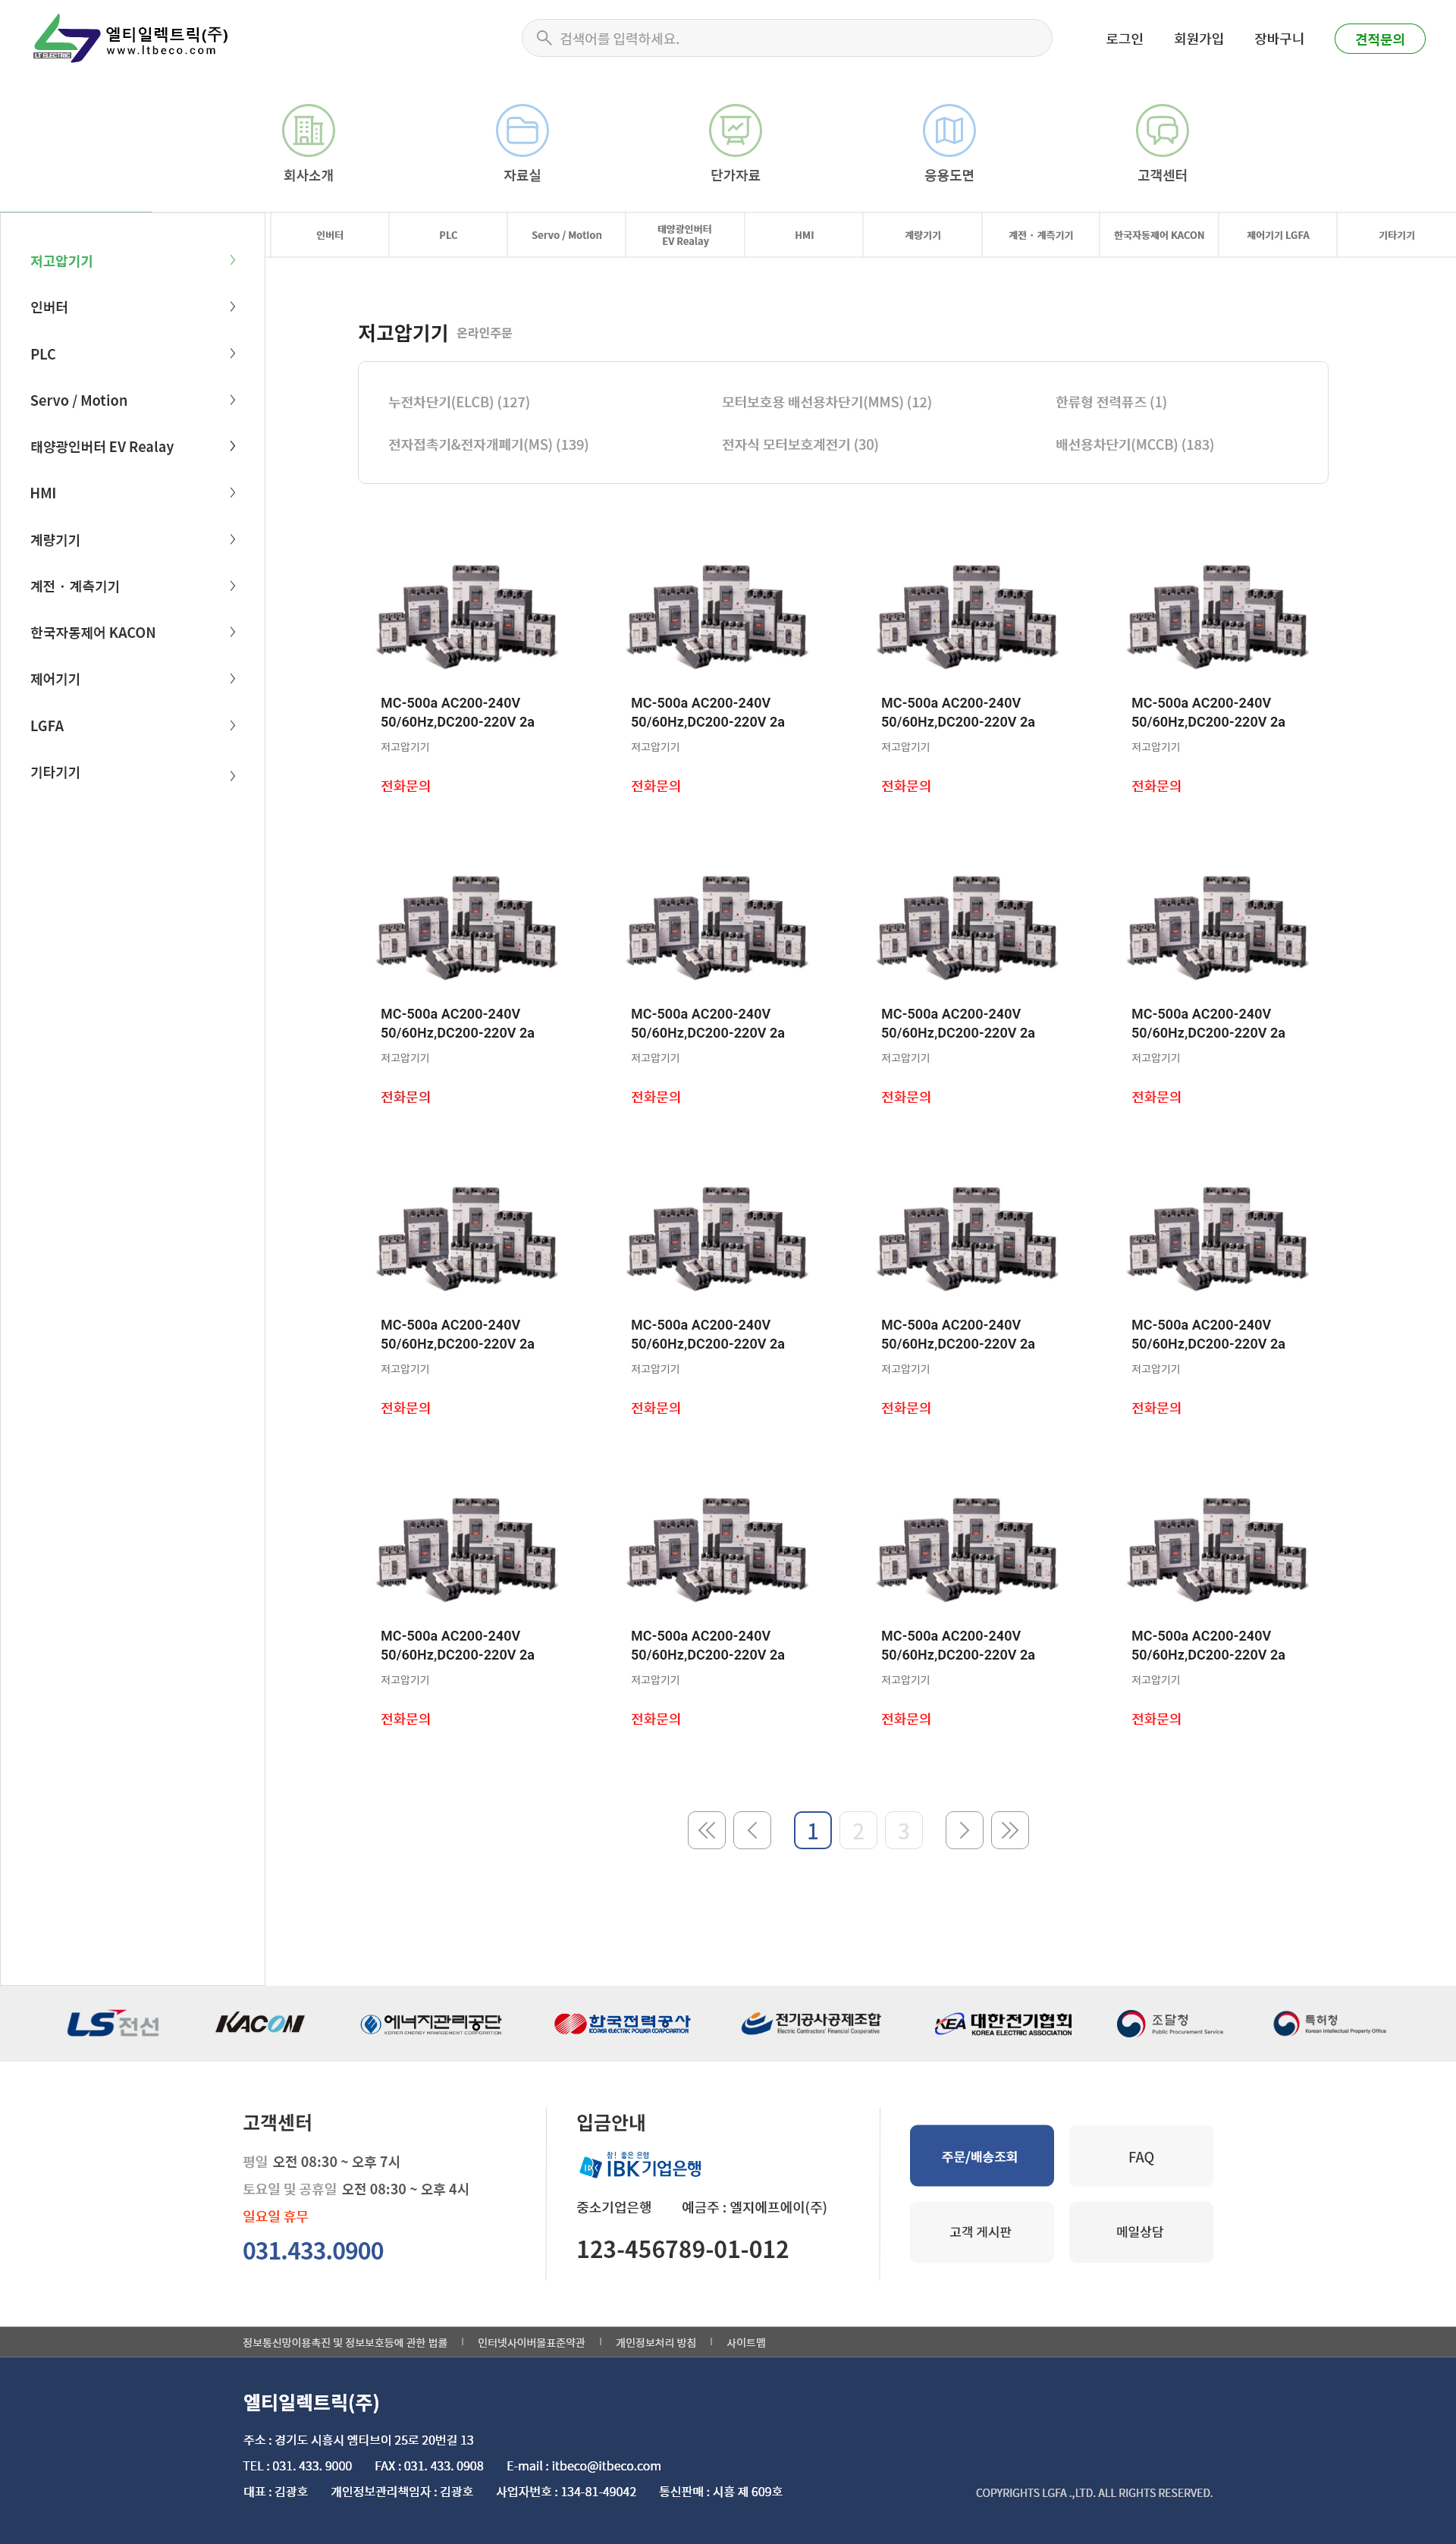 엘티일렉트릭(주)
www.ltbeco.com
LT ELECTRIC
검색어를 입력하세요.
로그인 회원가입 장바구니 견적문의
회사소개 자료실 단가자료 응용도면 고객센터
인버터 PLC Servo / Motion 태양광인버터 HMI 계량기기 계전 · 계측기기 한국자동제어 KACON 제어기기 LGFA 기타기기
EV Realay
저고압기기
인버터
PLC
Servo / Motion
태양광인버터 EV Realay
HMI
계량기기
계전 · 계측기기
한국자동제어 KACON
제어기기
LGFA
기타기기
저고압기기 온라인주문
누전차단기(ELCB) (127) 모터보호용 배선용차단기(MMS) (12) 한류형 전력퓨즈 (1)
전자접촉기&전자개폐기(MS) (139) 전자식 모터보호계전기 (30) 배선용차단기(MCCB) (183)
MC-500a AC200-240V MC-500a AC200-240V MC-500a AC200-240V MC-500a AC200-240V
50/60Hz,DC200-220V 2a 50/60Hz,DC200-220V 2a 50/60Hz,DC200-220V 2a 50/60Hz,DC200-220V 2a
저고압기기 저고압기기 저고압기기 저고압기기
전화문의 전화문의 전화문의 전화문의
MC-500a AC200-240V MC-500a AC200-240V MC-500a AC200-240V MC-500a AC200-240V
50/60Hz,DC200-220V 2a 50/60Hz,DC200-220V 2a 50/60Hz,DC200-220V 2a 50/60Hz,DC200-220V 2a
저고압기기 저고압기기 저고압기기 저고압기기
전화문의 전화문의 전화문의 전화문의
MC-500a AC200-240V MC-500a AC200-240V MC-500a AC200-240V MC-500a AC200-240V
50/60Hz,DC200-220V 2a 50/60Hz,DC200-220V 2a 50/60Hz,DC200-220V 2a 50/60Hz,DC200-220V 2a
저고압기기 저고압기기 저고압기기 저고압기기
전화문의 전화문의 전화문의 전화문의
MC-500a AC200-240V MC-500a AC200-240V MC-500a AC200-240V MC-500a AC200-240V
50/60Hz,DC200-220V 2a 50/60Hz,DC200-220V 2a 50/60Hz,DC200-220V 2a 50/60Hz,DC200-220V 2a
저고압기기 저고압기기 저고압기기 저고압기기
전화문의 전화문의 전화문의 전화문의
1 2 3
LS전선 KACON 에너지관리공단 한국전력공사 전기공사공제조합 KEA 대한전기협회 조달청 특허청
KOREA ENERGY MANAGEMENT CORPORATION KOREA ELECTRIC POWER CORPORATION Electric Contractors' Financial Cooperative KOREA ELECTRIC ASSOCIATION Public Procurement Service Korean Intellectual Property Office
고객센터
평일 오전 08:30 ~ 오후 7시
토요일 및 공휴일 오전 08:30 ~ 오후 4시
일요일 휴무
031.433.0900
입금안내
참! 좋은 은행
IBK기업은행
중소기업은행 예금주 : 엘지에프에이(주)
123-456789-01-012
주문/배송조회 FAQ
고객 게시판 메일상담
정보통신망이용촉진 및 정보보호등에 관한 법률 | 인터넷사이버몰표준약관 | 개인정보처리 방침 | 사이트맵
엘티일렉트릭(주)
주소 : 경기도 시흥시 엠티브이 25로 20번길 13
TEL : 031. 433. 9000 FAX : 031. 433. 0908 E-mail : itbeco@itbeco.com
대표 : 김광호 개인정보관리책임자 : 김광호 사업자번호 : 134-81-49042 통신판매 : 시흥 제 609호
COPYRIGHTS LGFA .,LTD. ALL RIGHTS RESERVED.